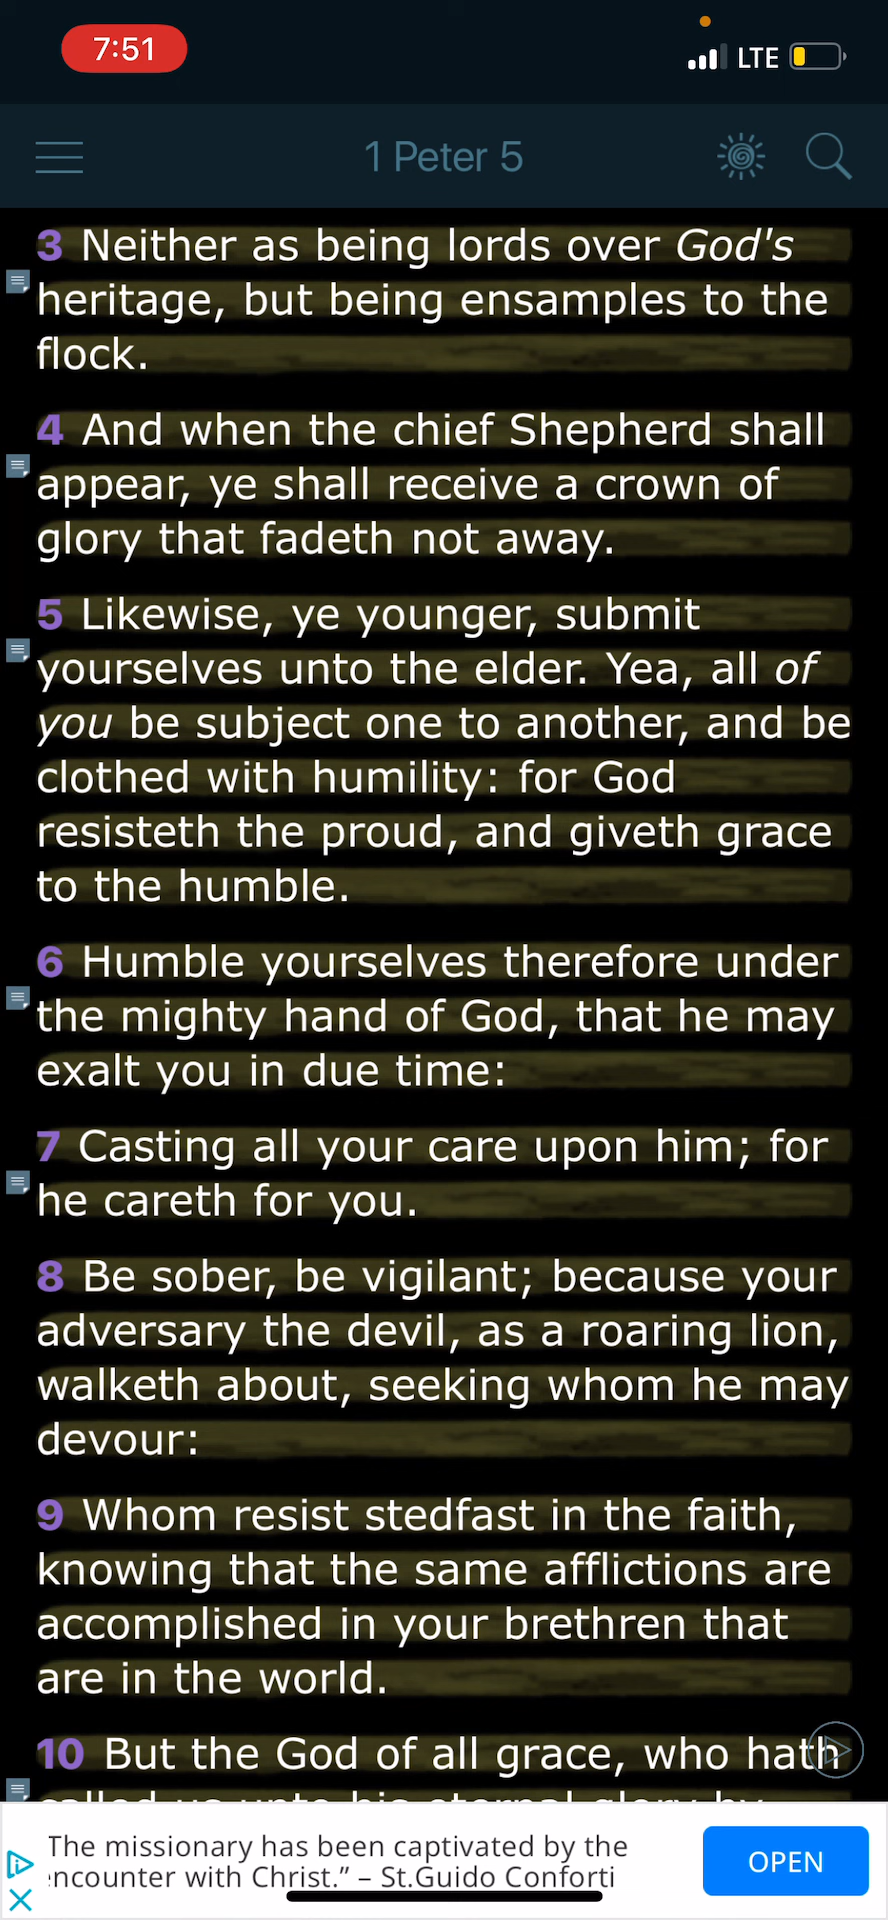 7:51
LTE
1 Peter 5
3 Neither as being lords over God's
heritage, but being ensamples to the
flock.
4 And when the chief Shepherd shall
appear, ye shall receive a crown of
glory that fadeth not away.
5 Likewise, ye younger, submit
yourselves unto the elder. Yea, all of
you be subject one to another, and be
clothed with humility: for God
resisteth the proud, and giveth grace
to the humble.
6 Humble yourselves therefore under
the mighty hand of God, that he may
exalt you in due time:
7 Casting all your care upon him; for
he careth for you.
8 Be sober, be vigilant; because your
adversary the devil, as a roaring lion,
walketh about, seeking whom he may
devour:
9 Whom resist stedfast in the faith,
knowing that the same afflictions are
accomplished in your brethren that
are in the world.
10 But the God of all grace, who hath
called us unto his eternal glory by
The missionary has been captivated by the
ncounter with Christ.” – St.Guido Conforti
OPEN